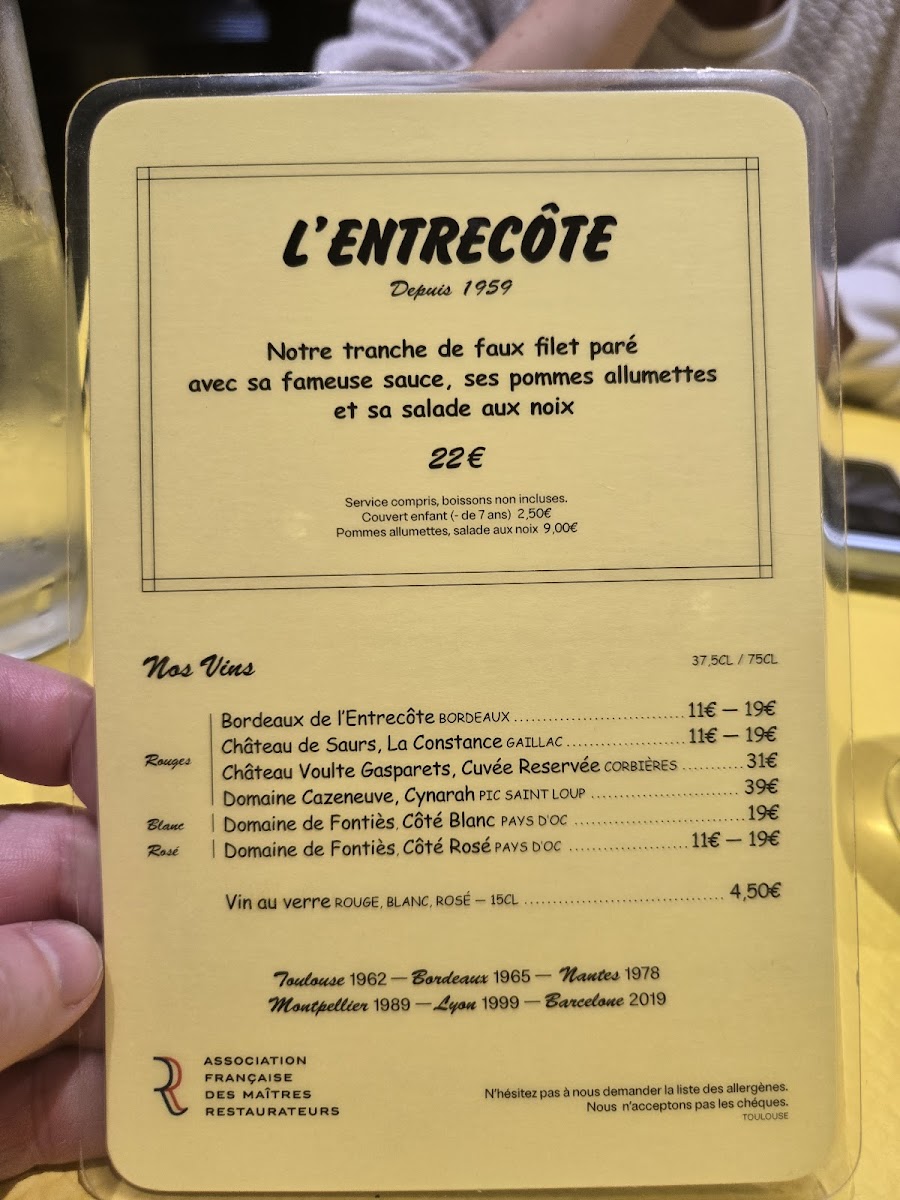 L'ENTRECÔTE
Depuis 1959
Notre tranche de faux filet paré
avec sa fameuse sauce, ses pommes allumettes
et sa salade aux noix
22€
Service compris, boissons non incluses.
Couvert enfant (- de 7 ans) 2,50€
Pommes allumettes, salade aux noix 9,00€
Nos Vins 37,5CL / 75CL
Rouges
Bordeaux de l'Entrecôte BORDEAUX 11€ — 19€
Château de Saurs, La Constance GAILLAC 11€ — 19€
Château Voulte Gasparets, Cuvée Reservée CORBIÈRES 31€
Domaine Cazeneuve, Cynarah PIC SAINT LOUP 39€
Blanc Domaine de Fontiès, Côté Blanc PAYS D'OC 19€
Rosé Domaine de Fontiès, Côté Rosé PAYS D'OC 11€ — 19€
Vin au verre ROUGE, BLANC, ROSÉ — 15CL 4,50€
Toulouse 1962 — Bordeaux 1965 — Nantes 1978
Montpellier 1989 — Lyon 1999 — Barcelone 2019
ASSOCIATION
FRANÇAISE
DES MAÎTRES
RESTAURATEURS
N'hésitez pas à nous demander la liste des allergènes.
Nous n'acceptons pas les chéques.
TOULOUSE